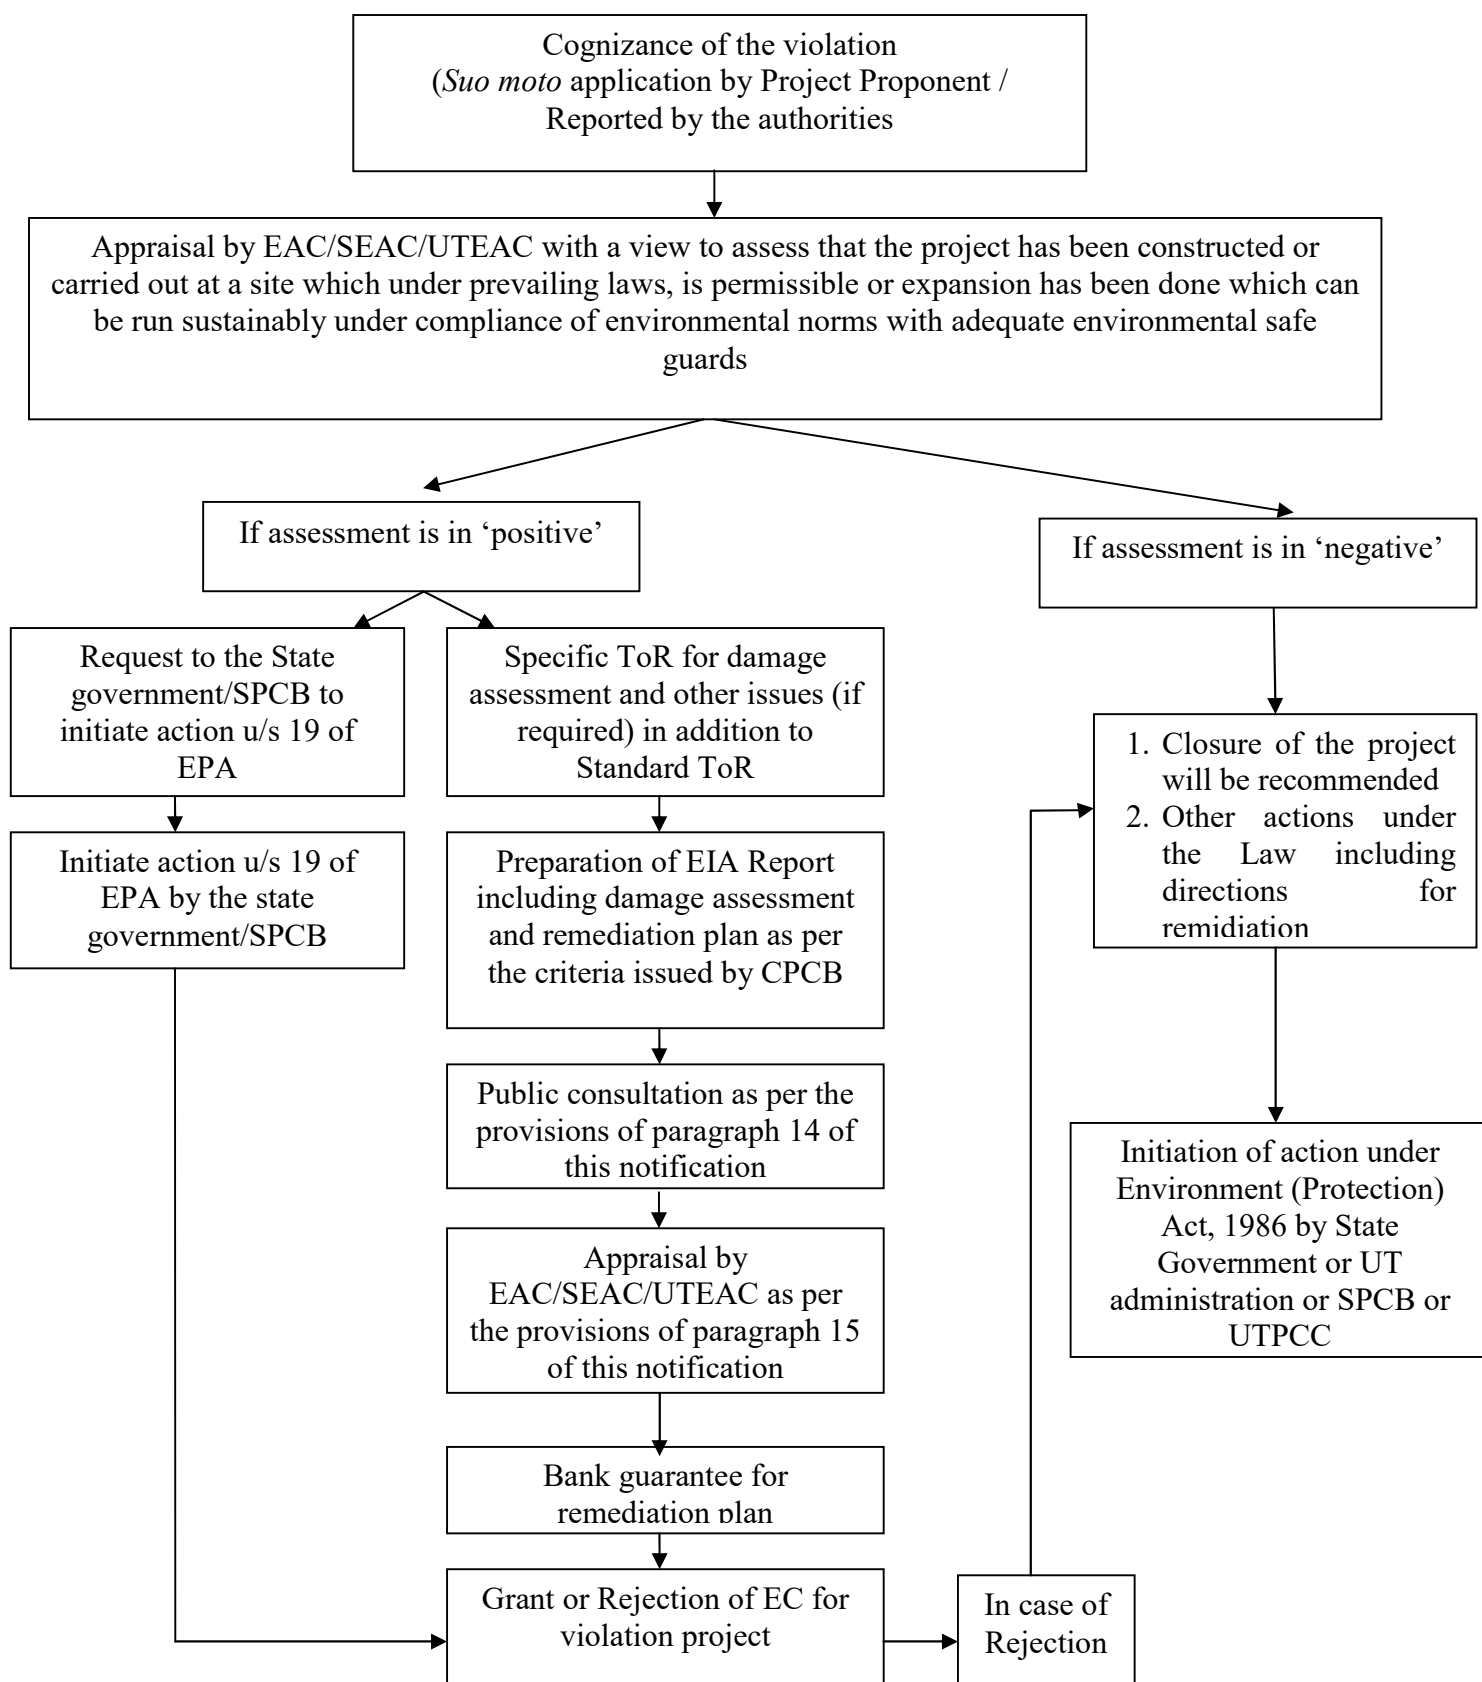 Cognizance of the violation
(Suo moto application by Project Proponent /
Reported by the authorities
Appraisal by EAC/SEAC/UTEAC with a view to assess that the project has been constructed or
carried out at a site which under prevailing laws, is permissible or expansion has been done which can
be run sustainably under compliance of environmental norms with adequate environmental safe
guards
If assessment is in ‘positive’
If assessment is in ‘negative’
Request to the State
government/SPCB to
initiate action u/s 19 of
EPA
Initiate action u/s 19 of
EPA by the state
government/SPCB
Specific ToR for damage
assessment and other issues (if
required) in addition to
Standard ToR
Preparation of EIA Report
including damage assessment
and remediation plan as per
the criteria issued by CPCB
Public consultation as per the
provisions of paragraph 14 of
this notification
Appraisal by
EAC/SEAC/UTEAC as per
the provisions of paragraph 15
of this notification
Bank guarantee for
remediation plan
Grant or Rejection of EC for
violation project
In case of
Rejection
1. Closure of the project
will be recommended
2. Other actions under
the Law including
directions for
remidiation
Initiation of action under
Environment (Protection)
Act, 1986 by State
Government or UT
administration or SPCB or
UTPCC